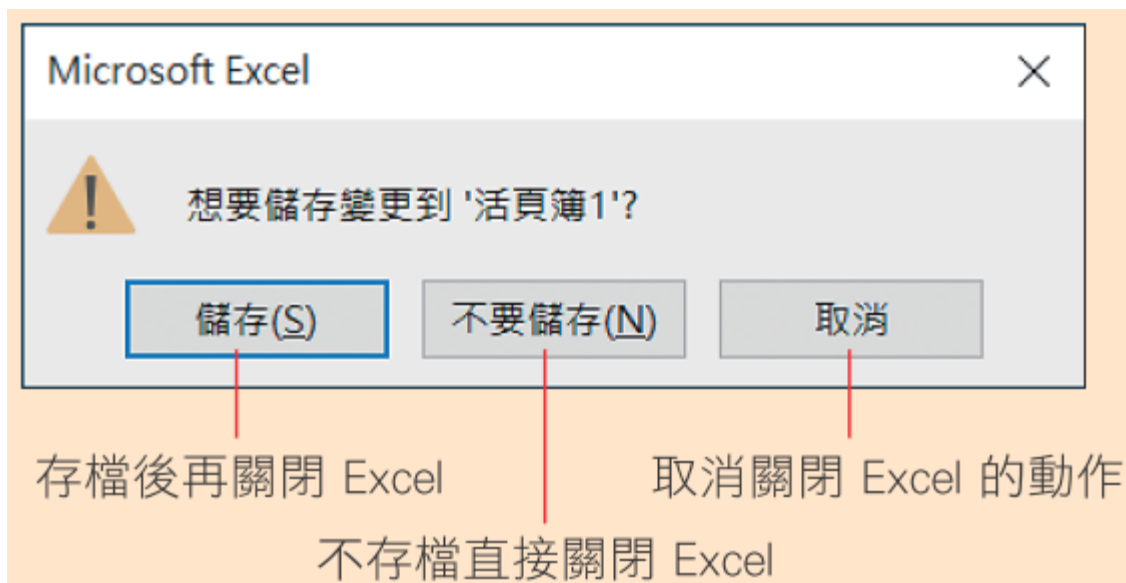 Microsoft Excel
想要儲存變更到 '活頁簿1'?
儲存(S) 不要儲存(N) 取消
存檔後再關閉 Excel 取消關閉 Excel 的動作
不存檔直接關閉 Excel